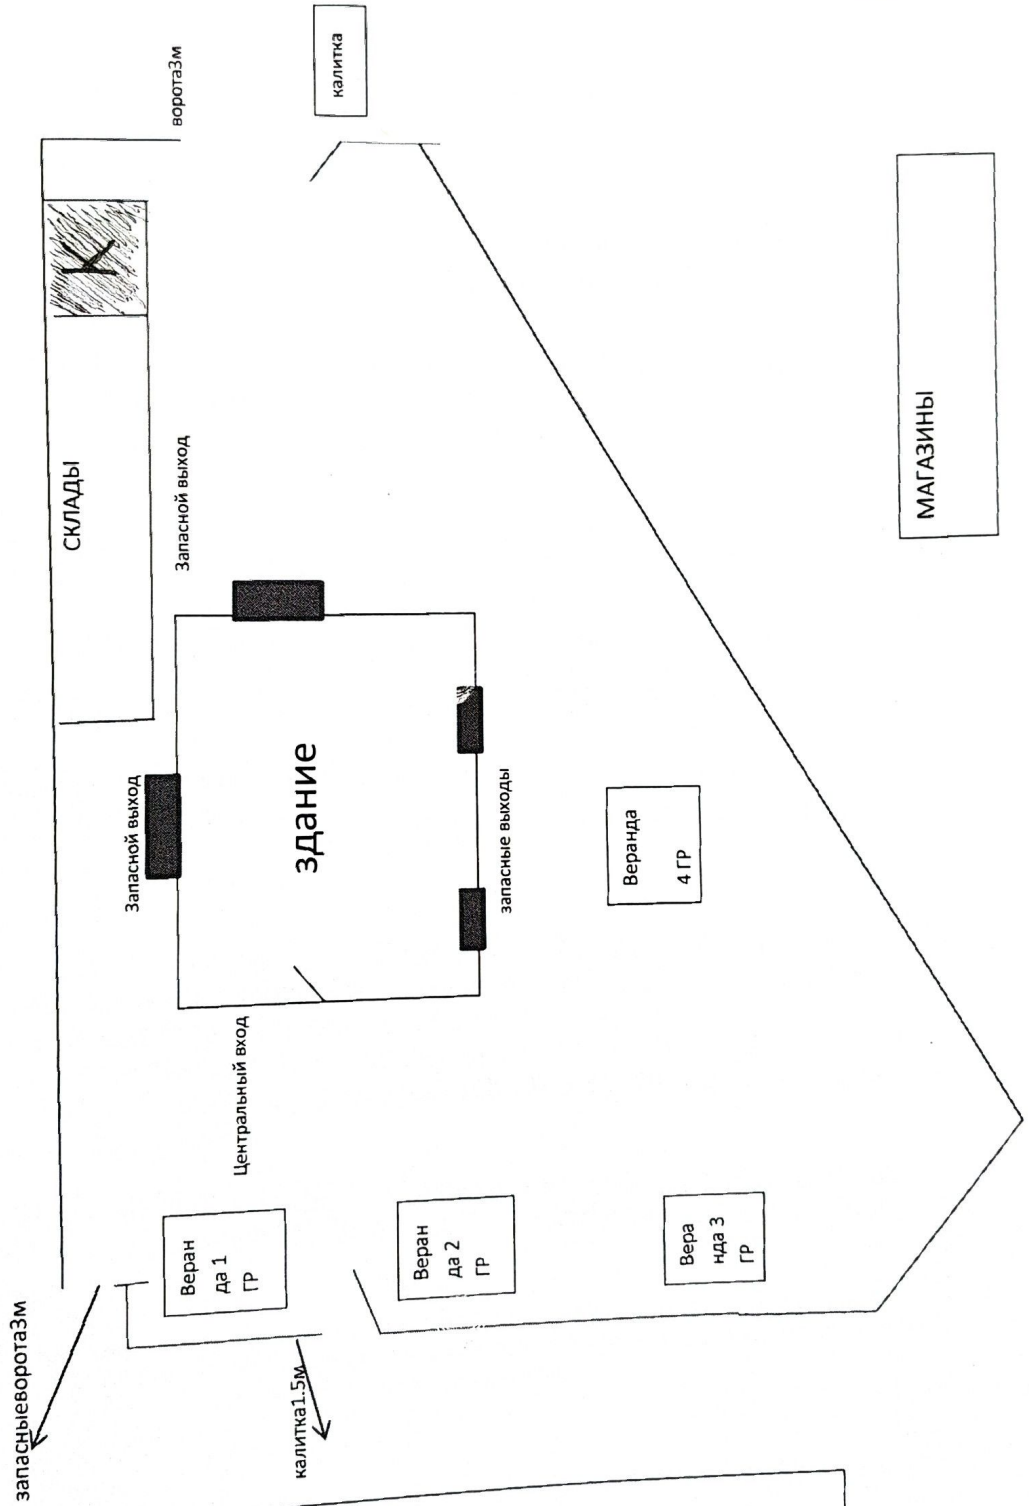 запасныеворота3м
калитка1.5м
Веран
да 1
ГР
Веран
да 2
ГР
Вера
нда 3
ГР
Центральный вход
Запасной выход
здание
запасные выходы
Веранда
4 ГР
СКЛАДЫ
Запасной выход
К
ворота3м
калитка
МАГАЗИНЫ